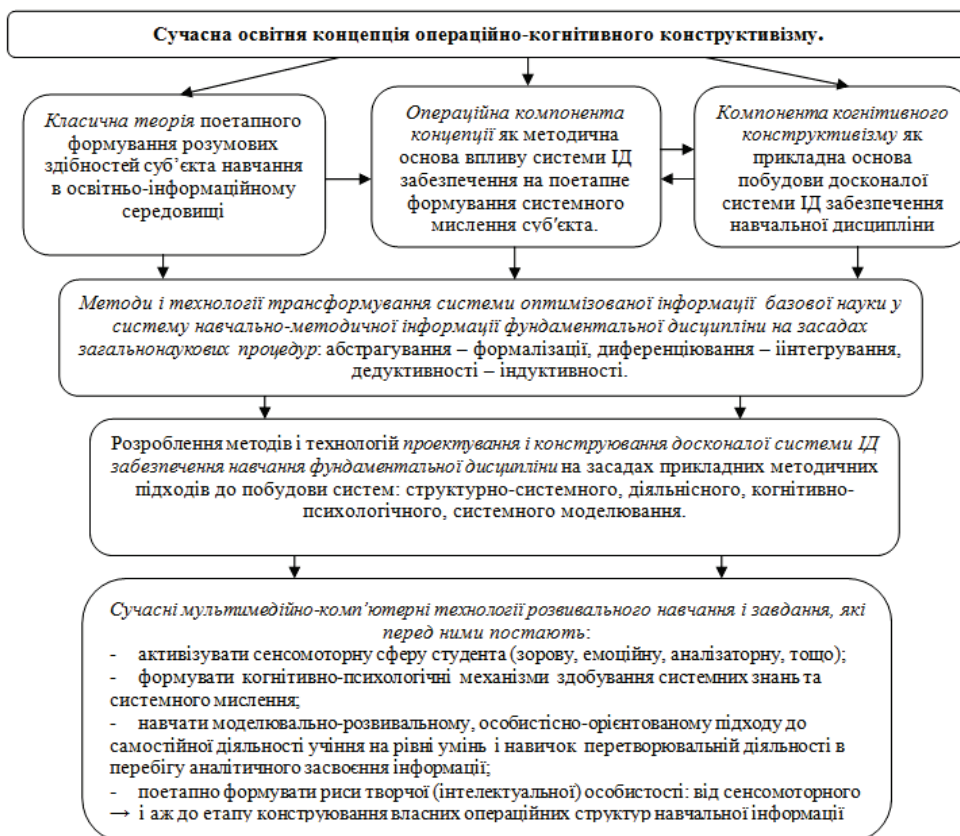 Сучасна освітня концепція операційно-когнітивного конструктивізму.
Класична теорія поетапного
формування розумових
здібностей суб’єкта навчання
в освітньо-інформаційному
середовищі
Операційна компонента
концепції як методична
основа впливу системи ІД
забезпечення на поетапне
формування системного
мислення суб'єкта.
Компонента когнітивного
конструктивізму як
прикладна основа
побудови досконалої
системи ІД забезпечення
навчальної дисципліни
Методи і технології трансформування системи оптимізованої інформації базової науки у
систему навчально-методичної інформації фундаментальної дисципліни на засадах
загальнонаукових процедур: абстрагування – формалізації, диференціювання – іінтегрування,
дедуктивності – індуктивності.
Розроблення методів і технологій проектування і конструювання досконалої системи ІД
забезпечення навчання фундаментальної дисципліни на засадах прикладних методичних
підходів до побудови систем: структурно-системного, діяльнісного, когнітивно-
психологічного, системного моделювання.
Сучасні мультимедійно-комп’ютерні технології розвивального навчання і завдання, які
перед ними постають:
- активізувати сенсомоторну сферу студента (зорову, емоційну, аналізаторну, тощо);
- формувати когнітивно-психологічні механізми здобування системних знань та
системного мислення;
- навчати моделювально-розвивальному, особистісно-орієнтованому підходу до
самостійної діяльності учіння на рівні умінь і навичок перетворювальній діяльності в
перебігу аналітичного засвоєння інформації;
- поетапно формувати риси творчої (інтелектуальної) особистості: від сенсомоторного
→ і аж до етапу конструювання власних операційних структур навчальної інформації